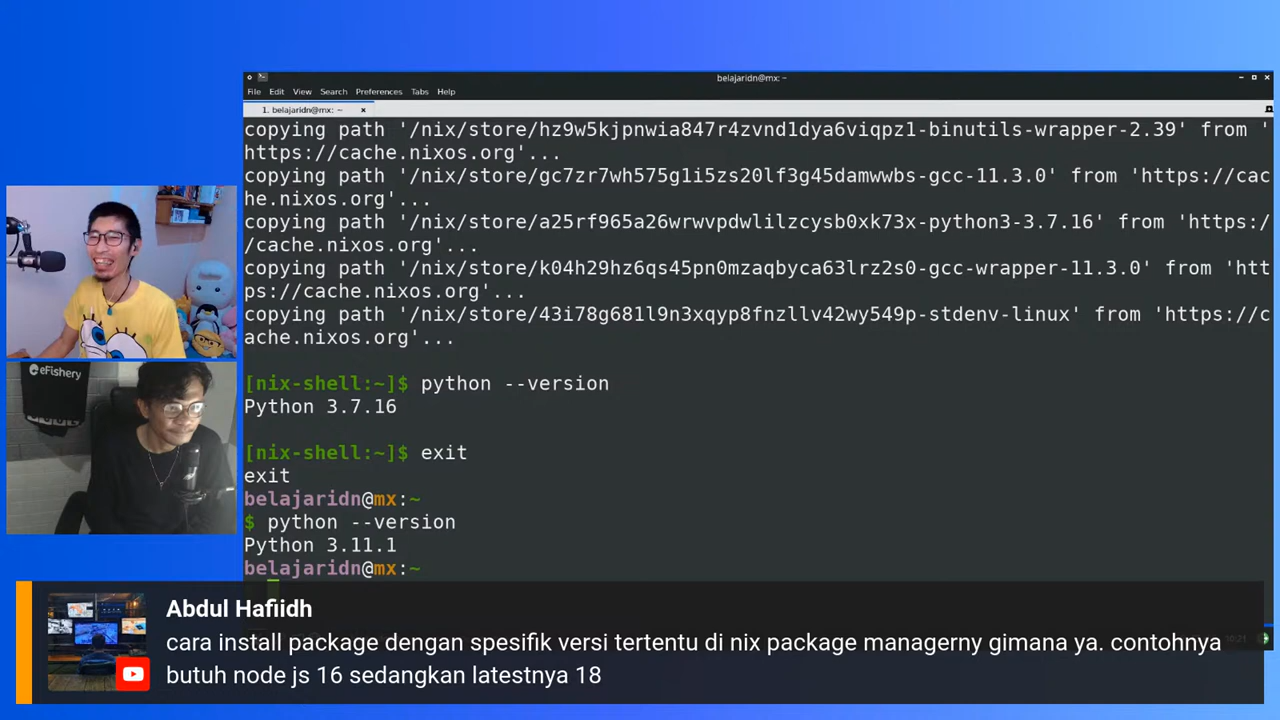 belajaridn@mx: ~
File Edit View Search Preferences Tabs Help
1. belajaridn@mx: ~ ×
copying path '/nix/store/hz9w5kjpnwia847r4zvnd1dya6viqpz1-binutils-wrapper-2.39' from '
https://cache.nixos.org'...
copying path '/nix/store/gc7zr7wh575g1i5zs20lf3g45damwwbs-gcc-11.3.0' from 'https://cac
he.nixos.org'...
copying path '/nix/store/a25rf965a26wrwvpdwlilzcysb0xk73x-python3-3.7.16' from 'https:/
/cache.nixos.org'...
copying path '/nix/store/k04h29hz6qs45pn0mzaqbyca63lrz2s0-gcc-wrapper-11.3.0' from 'htt
ps://cache.nixos.org'...
copying path '/nix/store/43i78g681l9n3xqyp8fnzllv42wy549p-stdenv-linux' from 'https://c
ache.nixos.org'...
[nix-shell:~]$ python --version
Python 3.7.16
[nix-shell:~]$ exit
exit
belajaridn@mx:~
$ python --version
Python 3.11.1
belajaridn@mx:~
eFishery
Abdul Hafiidh
cara install package dengan spesifik versi tertentu di nix package managerny gimana ya. contohnya
butuh node js 16 sedangkan latestnya 18